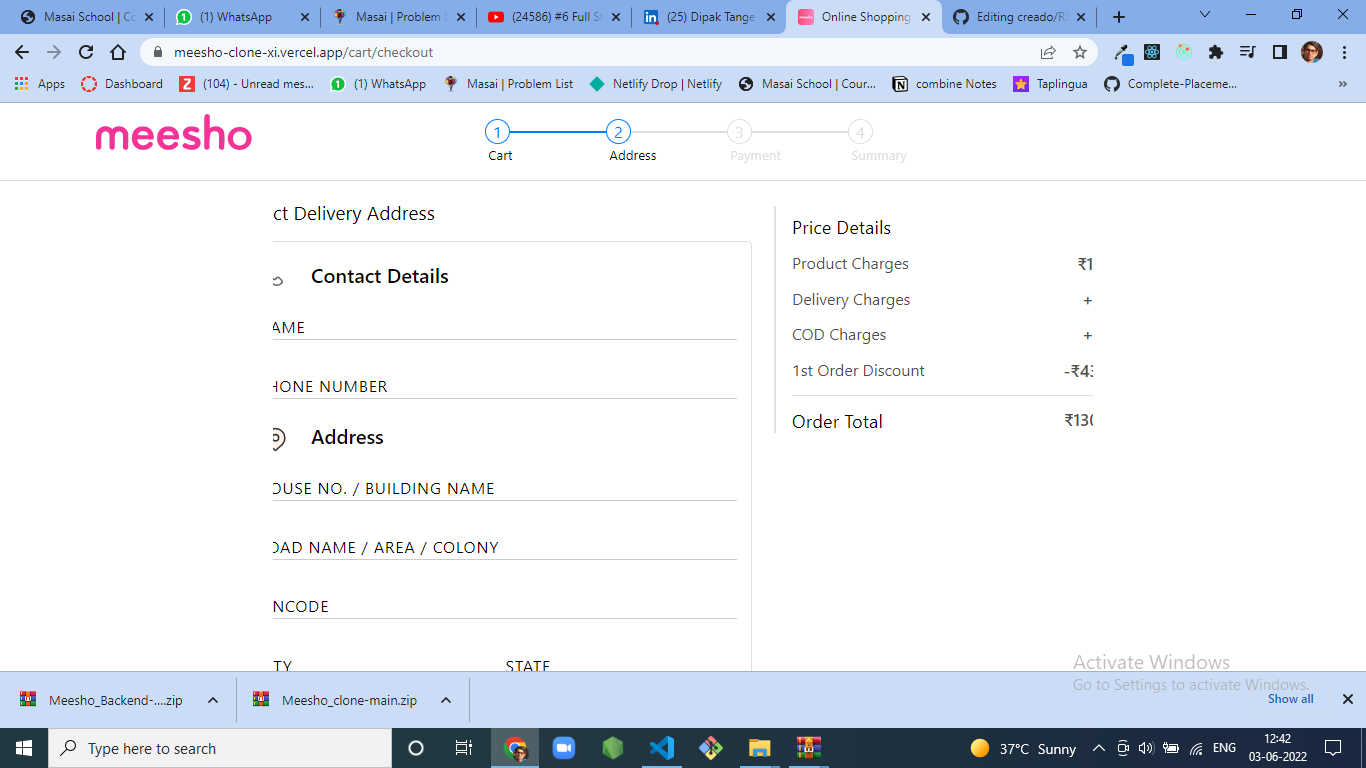 Masai School | Co
(1) WhatsApp
Masai | Problem L
(24586) #6 Full St
(25) Dipak Tange
Online Shopping
Editing creado/R
meesho-clone-xi.vercel.app/cart/checkout
Apps
Dashboard
(104) - Unread mes...
(1) WhatsApp
Masai | Problem List
Netlify Drop | Netlify
Masai School | Cour...
combine Notes
Taplingua
Complete-Placeme...
»
meesho
1
2
3
4
Cart
Address
Payment
Summary
ct Delivery Address
Contact Details
AME
HONE NUMBER
Address
OUSE NO. / BUILDING NAME
OAD NAME / AREA / COLONY
NCODE
TY
STATE
Price Details
Product Charges
₹1
Delivery Charges
+
COD Charges
+
1st Order Discount
-₹43
Order Total
₹130
Activate Windows
Go to Settings to activate Windows.
Meesho_Backend-....zip
Meesho_clone-main.zip
Show all
Type here to search
37°C Sunny
ENG
12:42
03-06-2022